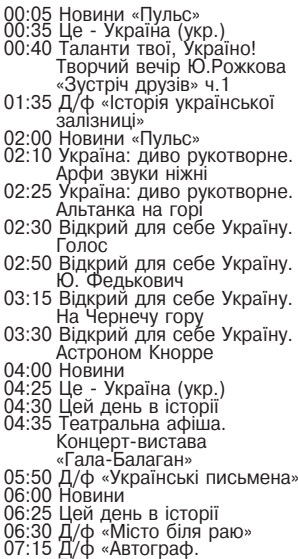 00:05 Новини «Пульс»
00:35 Це - Україна (укр.)
00:40 Таланти твої, Україно!
Творчий вечір Ю.Рожкова
«Зустріч друзів» ч.1
01:35 Д/ф «Історія української
залізниці»
02:00 Новини «Пульс»
02:10 Україна: диво рукотворне.
Арфи звуки ніжні
02:25 Україна: диво рукотворне.
Альтанка на горі
02:30 Відкрий для себе Україну.
Голос
02:50 Відкрий для себе Україну.
Ю. Федькович
03:15 Відкрий для себе Україну.
На Чернечу гору
03:30 Відкрий для себе Україну.
Астроном Кнорре
04:00 Новини
04:25 Це - Україна (укр.)
04:30 Цей день в історії
04:35 Театральна афіша.
Концерт-вистава
«Гала-Балаган»
05:50 Д/ф «Українські письмена»
06:00 Новини
06:25 Цей день в історії
06:30 Д/ф «Місто біля раю»
07:15 Д/ф «Автограф.